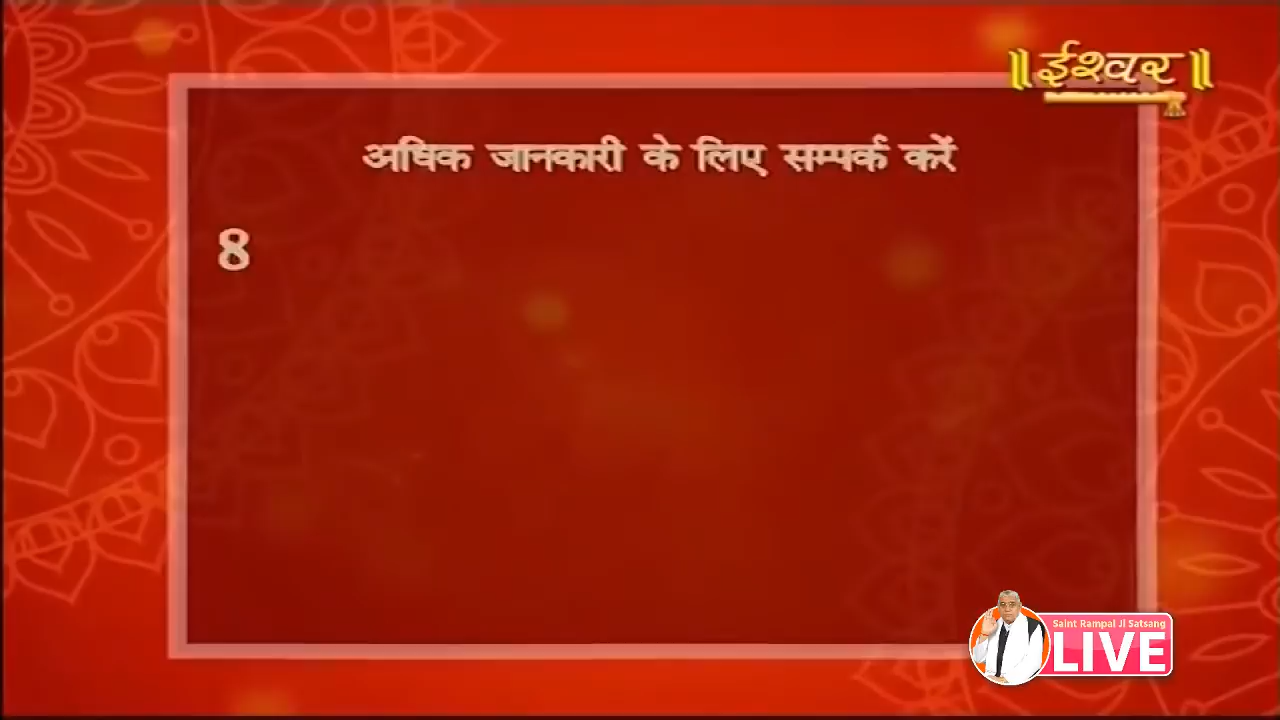 ॥ईश्वर॥
अधिक जानकारी के लिए सम्पर्क करें
8
Saint Rampal Ji Satsang
LIVE